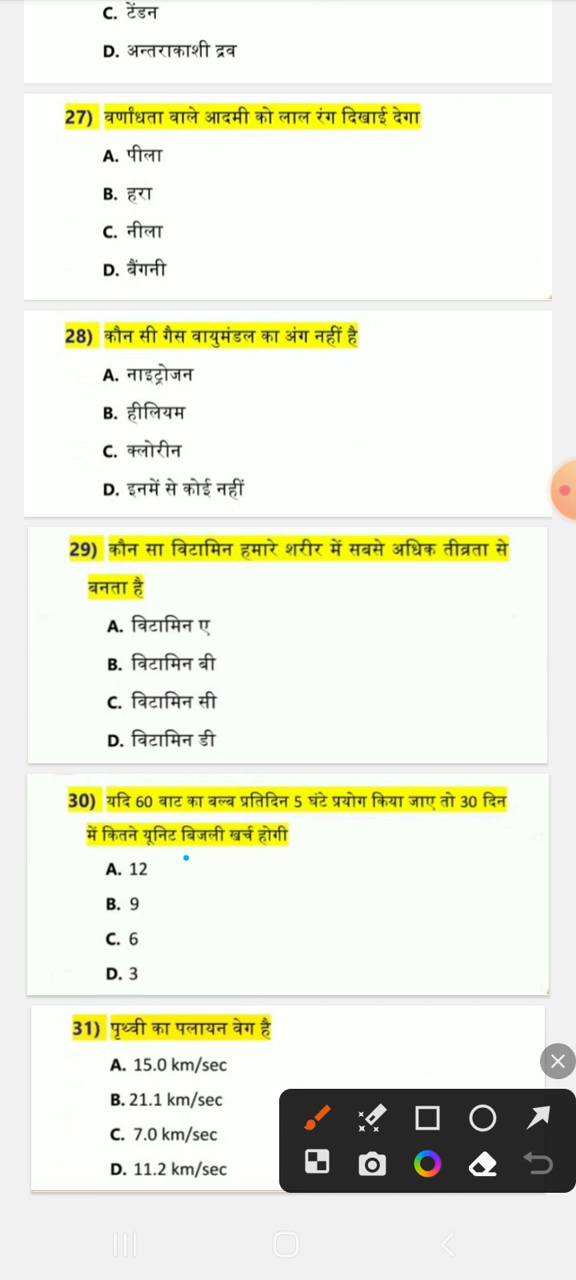 C. टेंडन
D. अन्तराकाशी द्रव
27) वर्णांधता वाले आदमी को लाल रंग दिखाई देगा
A. पीला
B. हरा
C. नीला
D. बैंगनी
28) कौन सी गैस वायुमंडल का अंग नहीं है
A. नाइट्रोजन
B. हीलियम
C. क्लोरीन
D. इनमें से कोई नहीं
29) कौन सा विटामिन हमारे शरीर में सबसे अधिक तीव्रता से
बनता है
A. विटामिन ए
B. विटामिन बी
C. विटामिन सी
D. विटामिन डी
30) यदि 60 वाट का बल्ब प्रतिदिन 5 घंटे प्रयोग किया जाए तो 30 दिन
में कितने यूनिट बिजली खर्च होगी
A. 12
B. 9
C. 6
D. 3
31) पृथ्वी का पलायन वेग है
A. 15.0 km/sec
B. 21.1 km/sec
C. 7.0 km/sec
D. 11.2 km/sec